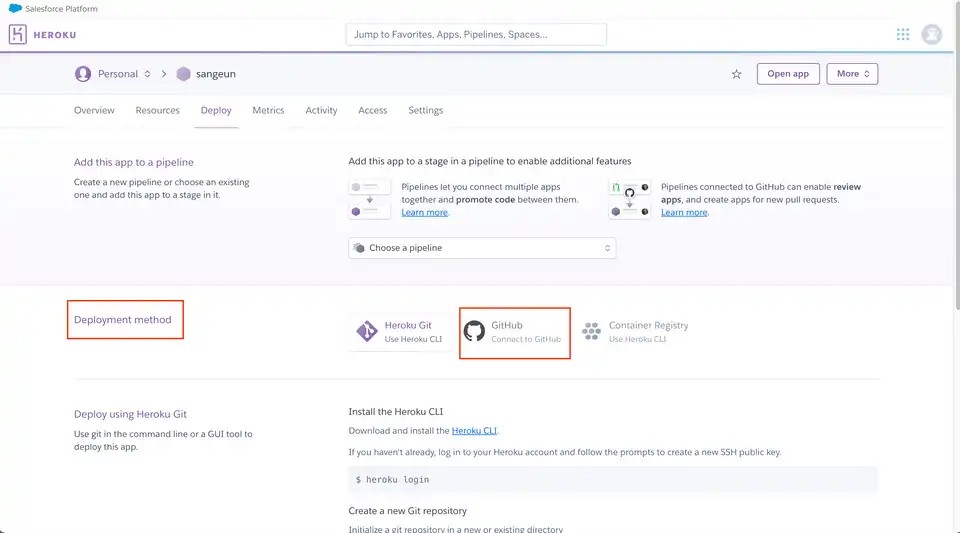 Salesforce Platform
HEROKU
Jump to Favorites, Apps, Pipelines, Spaces...
Personal
sangeun
Open app
More
Overview
Resources
Deploy
Metrics
Activity
Access
Settings
Add this app to a pipeline
Create a new pipeline or choose an existing
one and add this app to a stage in it.
Add this app to a stage in a pipeline to enable additional features
Pipelines let you connect multiple apps
together and promote code between them.
Learn more.
Pipelines connected to GitHub can enable review
apps, and create apps for new pull requests.
Learn more.
Choose a pipeline
Deployment method
Heroku Git
Use Heroku CLI
GitHub
Connect to GitHub
Container Registry
Use Heroku CLI
Deploy using Heroku Git
Use git in the command line or a GUI tool to
deploy this app.
Install the Heroku CLI
Download and install the Heroku CLI.
If you haven't already, log in to your Heroku account and follow the prompts to create a new SSH public key.
$ heroku login
Create a new Git repository
Initialize a git repository in a new or existing directory